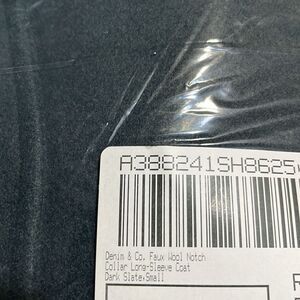 A388241SH8625
Denim & Co. Faux Wool Notch
Collar Long-Sleeve Coat
Dark Slate,Small